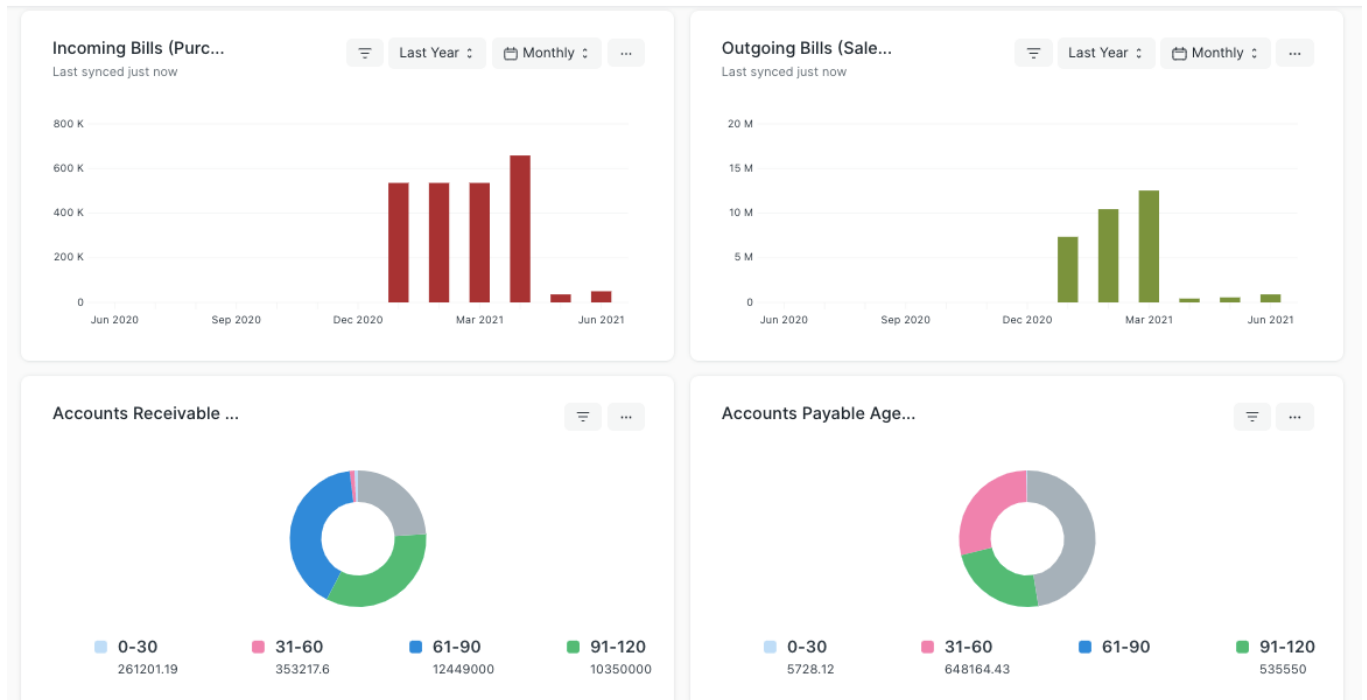 Incoming Bills (Purc...
Last Year
Monthly
...
Last synced just now
800 K
600 K
400 K
200 K
0
Jun 2020 Sep 2020 Dec 2020 Mar 2021 Jun 2021
Outgoing Bills (Sale...
Last Year
Monthly
...
Last synced just now
20 M
15 M
10 M
5 M
0
Jun 2020 Sep 2020 Dec 2020 Mar 2021 Jun 2021
Accounts Receivable ...
...
0-30 31-60 61-90 91-120
261201.19 353217.6 12449000 10350000
Accounts Payable Age...
...
0-30 31-60 61-90 91-120
5728.12 648164.43 535550